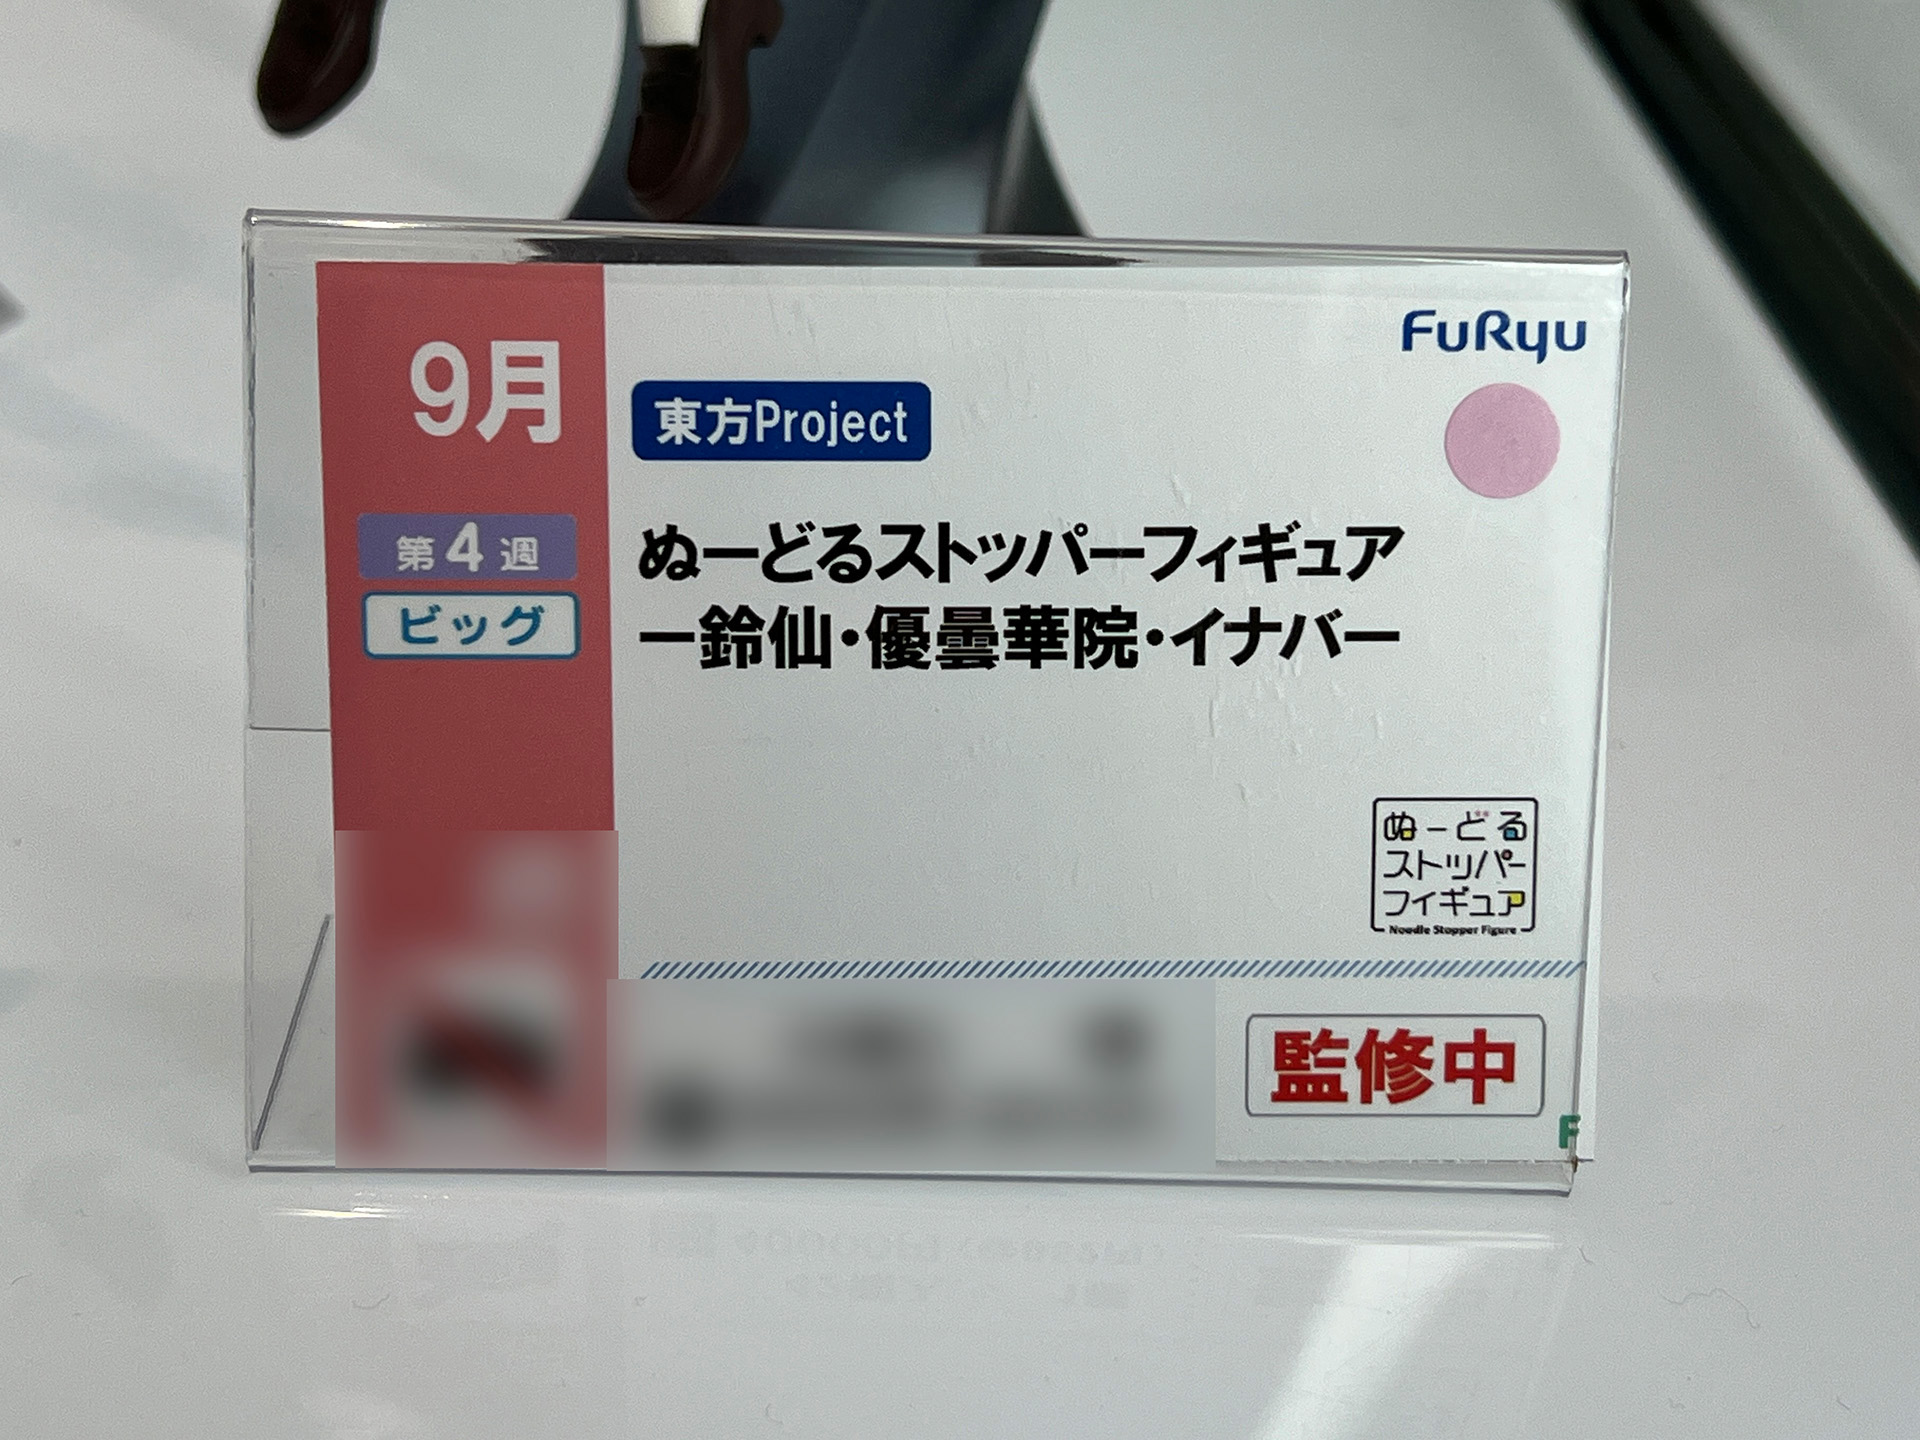 9月
第4週
ビッグ
FuRyu
東方Project
ぬーどるストッパーフィギュア
ー鈴仙・優曇華院・イナバー
ぬーどる
ストッパー
フィギュア
Noodle Stopper Figure
監修中
F